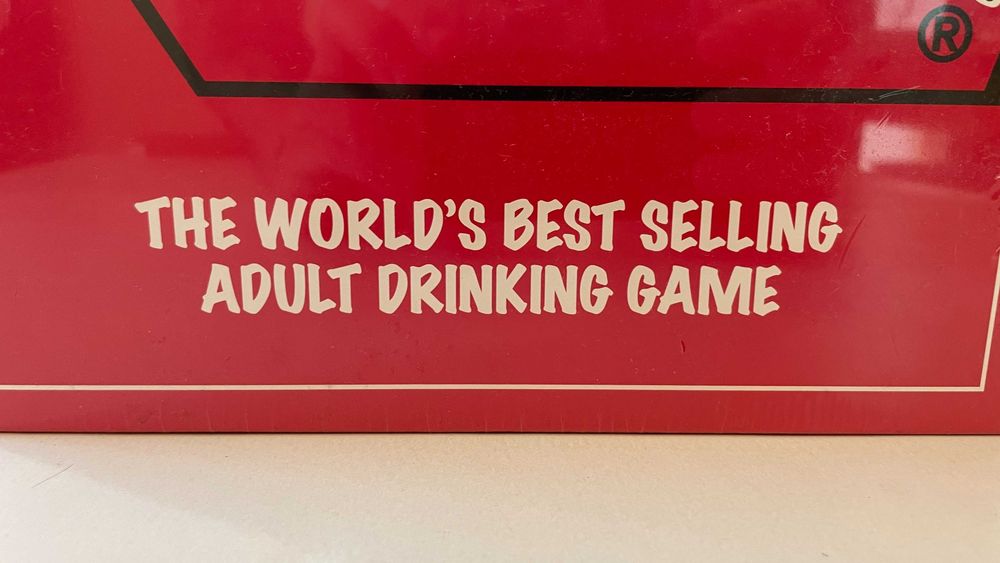 ®
THE WORLD'S BEST SELLING
ADULT DRINKING GAME